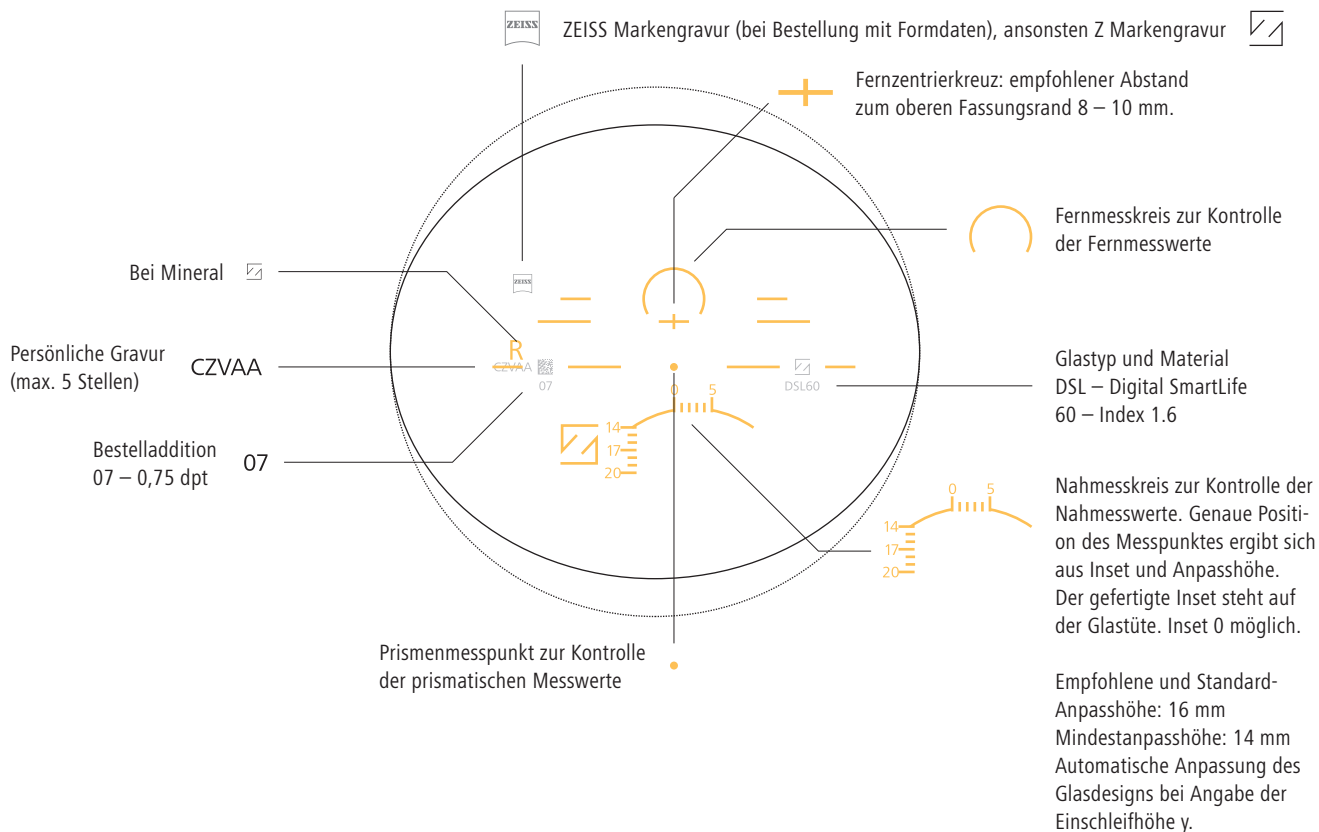 ZEISS
ZEISS Markengravur (bei Bestellung mit Formdaten), ansonsten Z Markengravur
Fernzentrierkreuz: empfohlener Abstand
zum oberen Fassungsrand 8 – 10 mm.
Fernmesskreis zur Kontrolle
der Fernmesswerte
Bei Mineral
ZEISS
R
Persönliche Gravur
(max. 5 Stellen)
CZVAA
CZVAA
07
DSL60
Glastyp und Material
DSL – Digital SmartLife
60 – Index 1.6
0 5
14
17
20
Bestelladdition
07 – 0,75 dpt
07
0 5
14
17
20
Nahmesskreis zur Kontrolle der
Nahmesswerte. Genaue Positi-
on des Messpunktes ergibt sich
aus Inset und Anpasshöhe.
Der gefertigte Inset steht auf
der Glastüte. Inset 0 möglich.
Prismenmesspunkt zur Kontrolle
der prismatischen Messwerte
Empfohlene und Standard-
Anpasshöhe: 16 mm
Mindestanpasshöhe: 14 mm
Automatische Anpassung des
Glasdesigns bei Angabe der
Einschleifhöhe y.